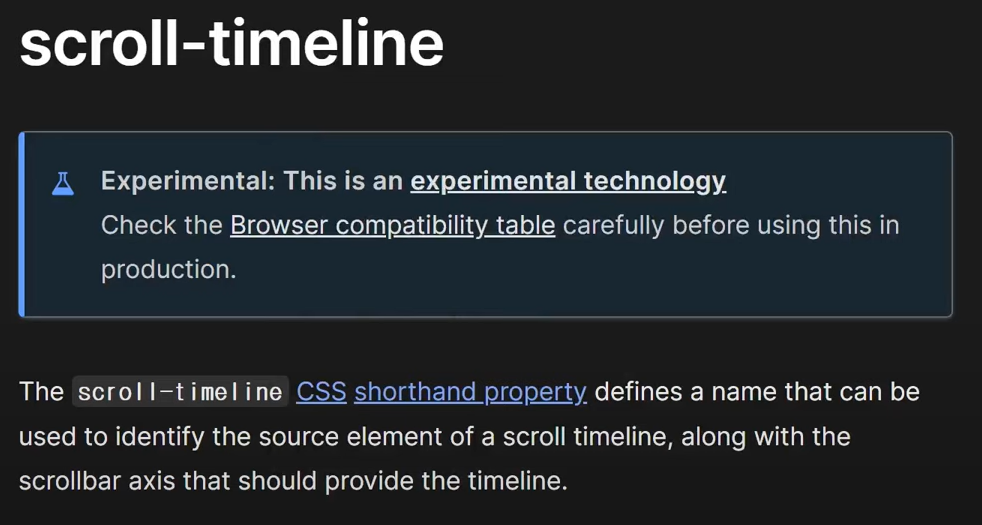 scroll-timeline
Experimental: This is an experimental technology
Check the Browser compatibility table carefully before using this in
production.
The scroll-timeline CSS shorthand property defines a name that can be
used to identify the source element of a scroll timeline, along with the
scrollbar axis that should provide the timeline.